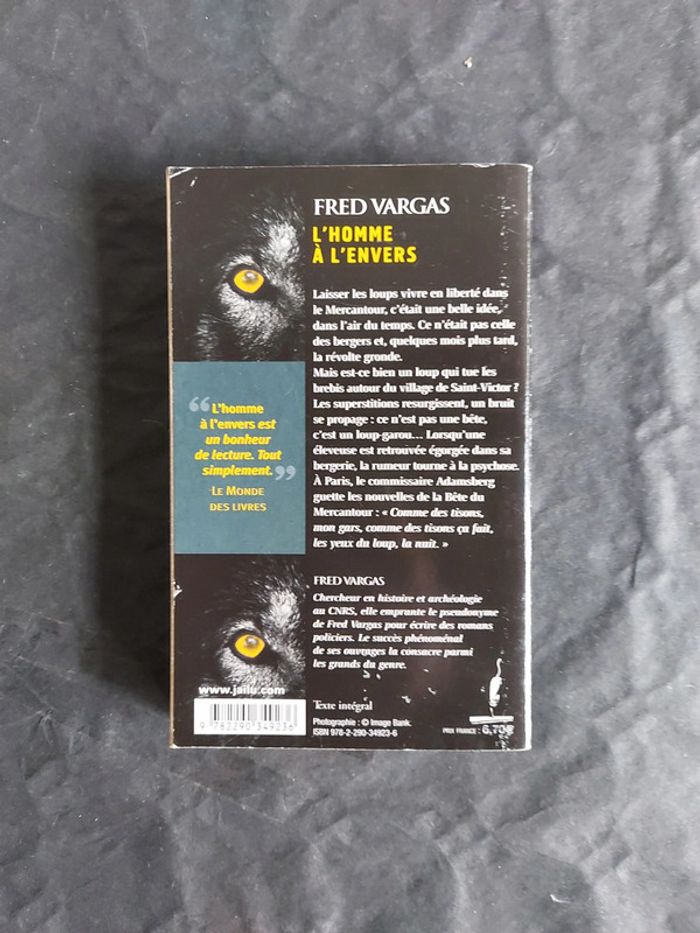 FRED VARGAS
L'HOMME
À L'ENVERS
Laisser les loups vivre en liberté dans
le Mercantour, c'était une belle idée,
dans l'air du temps. Ce n'était pas celle
des bergers et, quelques mois plus tard,
la révolte gronde.
Mais est-ce bien un loup qui tue les
brebis autour du village de Saint-Victor ?
Les superstitions resurgissent, un bruit
se propage : ce n'est pas une bête,
c'est un loup-garou... Lorsqu'une
éleveuse est retrouvée égorgée dans sa
bergerie, la rumeur tourne à la psychose.
À Paris, le commissaire Adamsberg
guette les nouvelles de la Bête du
Mercantour : « Comme des tisons,
mon gars, comme des tisons ça fait,
les yeux du loup, la nuit. »
“ L'homme
à l'envers est
un bonheur
de lecture. Tout
simplement. ”
LE MONDE
DES LIVRES
FRED VARGAS
Chercheur en histoire et archéologie
au CNRS, elle emprunte le pseudonyme
de Fred Vargas pour écrire des romans
policiers. Le succès phénoménal
de ses ouvrages la consacre parmi
les grands du genre.
www.jailu.com
9 782290 349236
Texte intégral
Photographie : © Image Bank.
ISBN 978-2-290-34923-6
PRIX FRANCE : 6,70 €